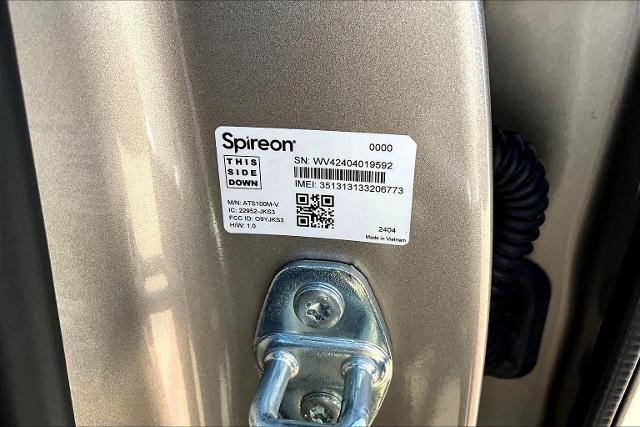 Spireon® 0000
THIS
SIDE
DOWN
SN: WV42404019592
IMEI: 351313133206773
M/N: ATS100M-V
IC: 22952-JKS3
FCC ID: O9YJKS3
H/W: 1.0
2404
Made in Vietnam